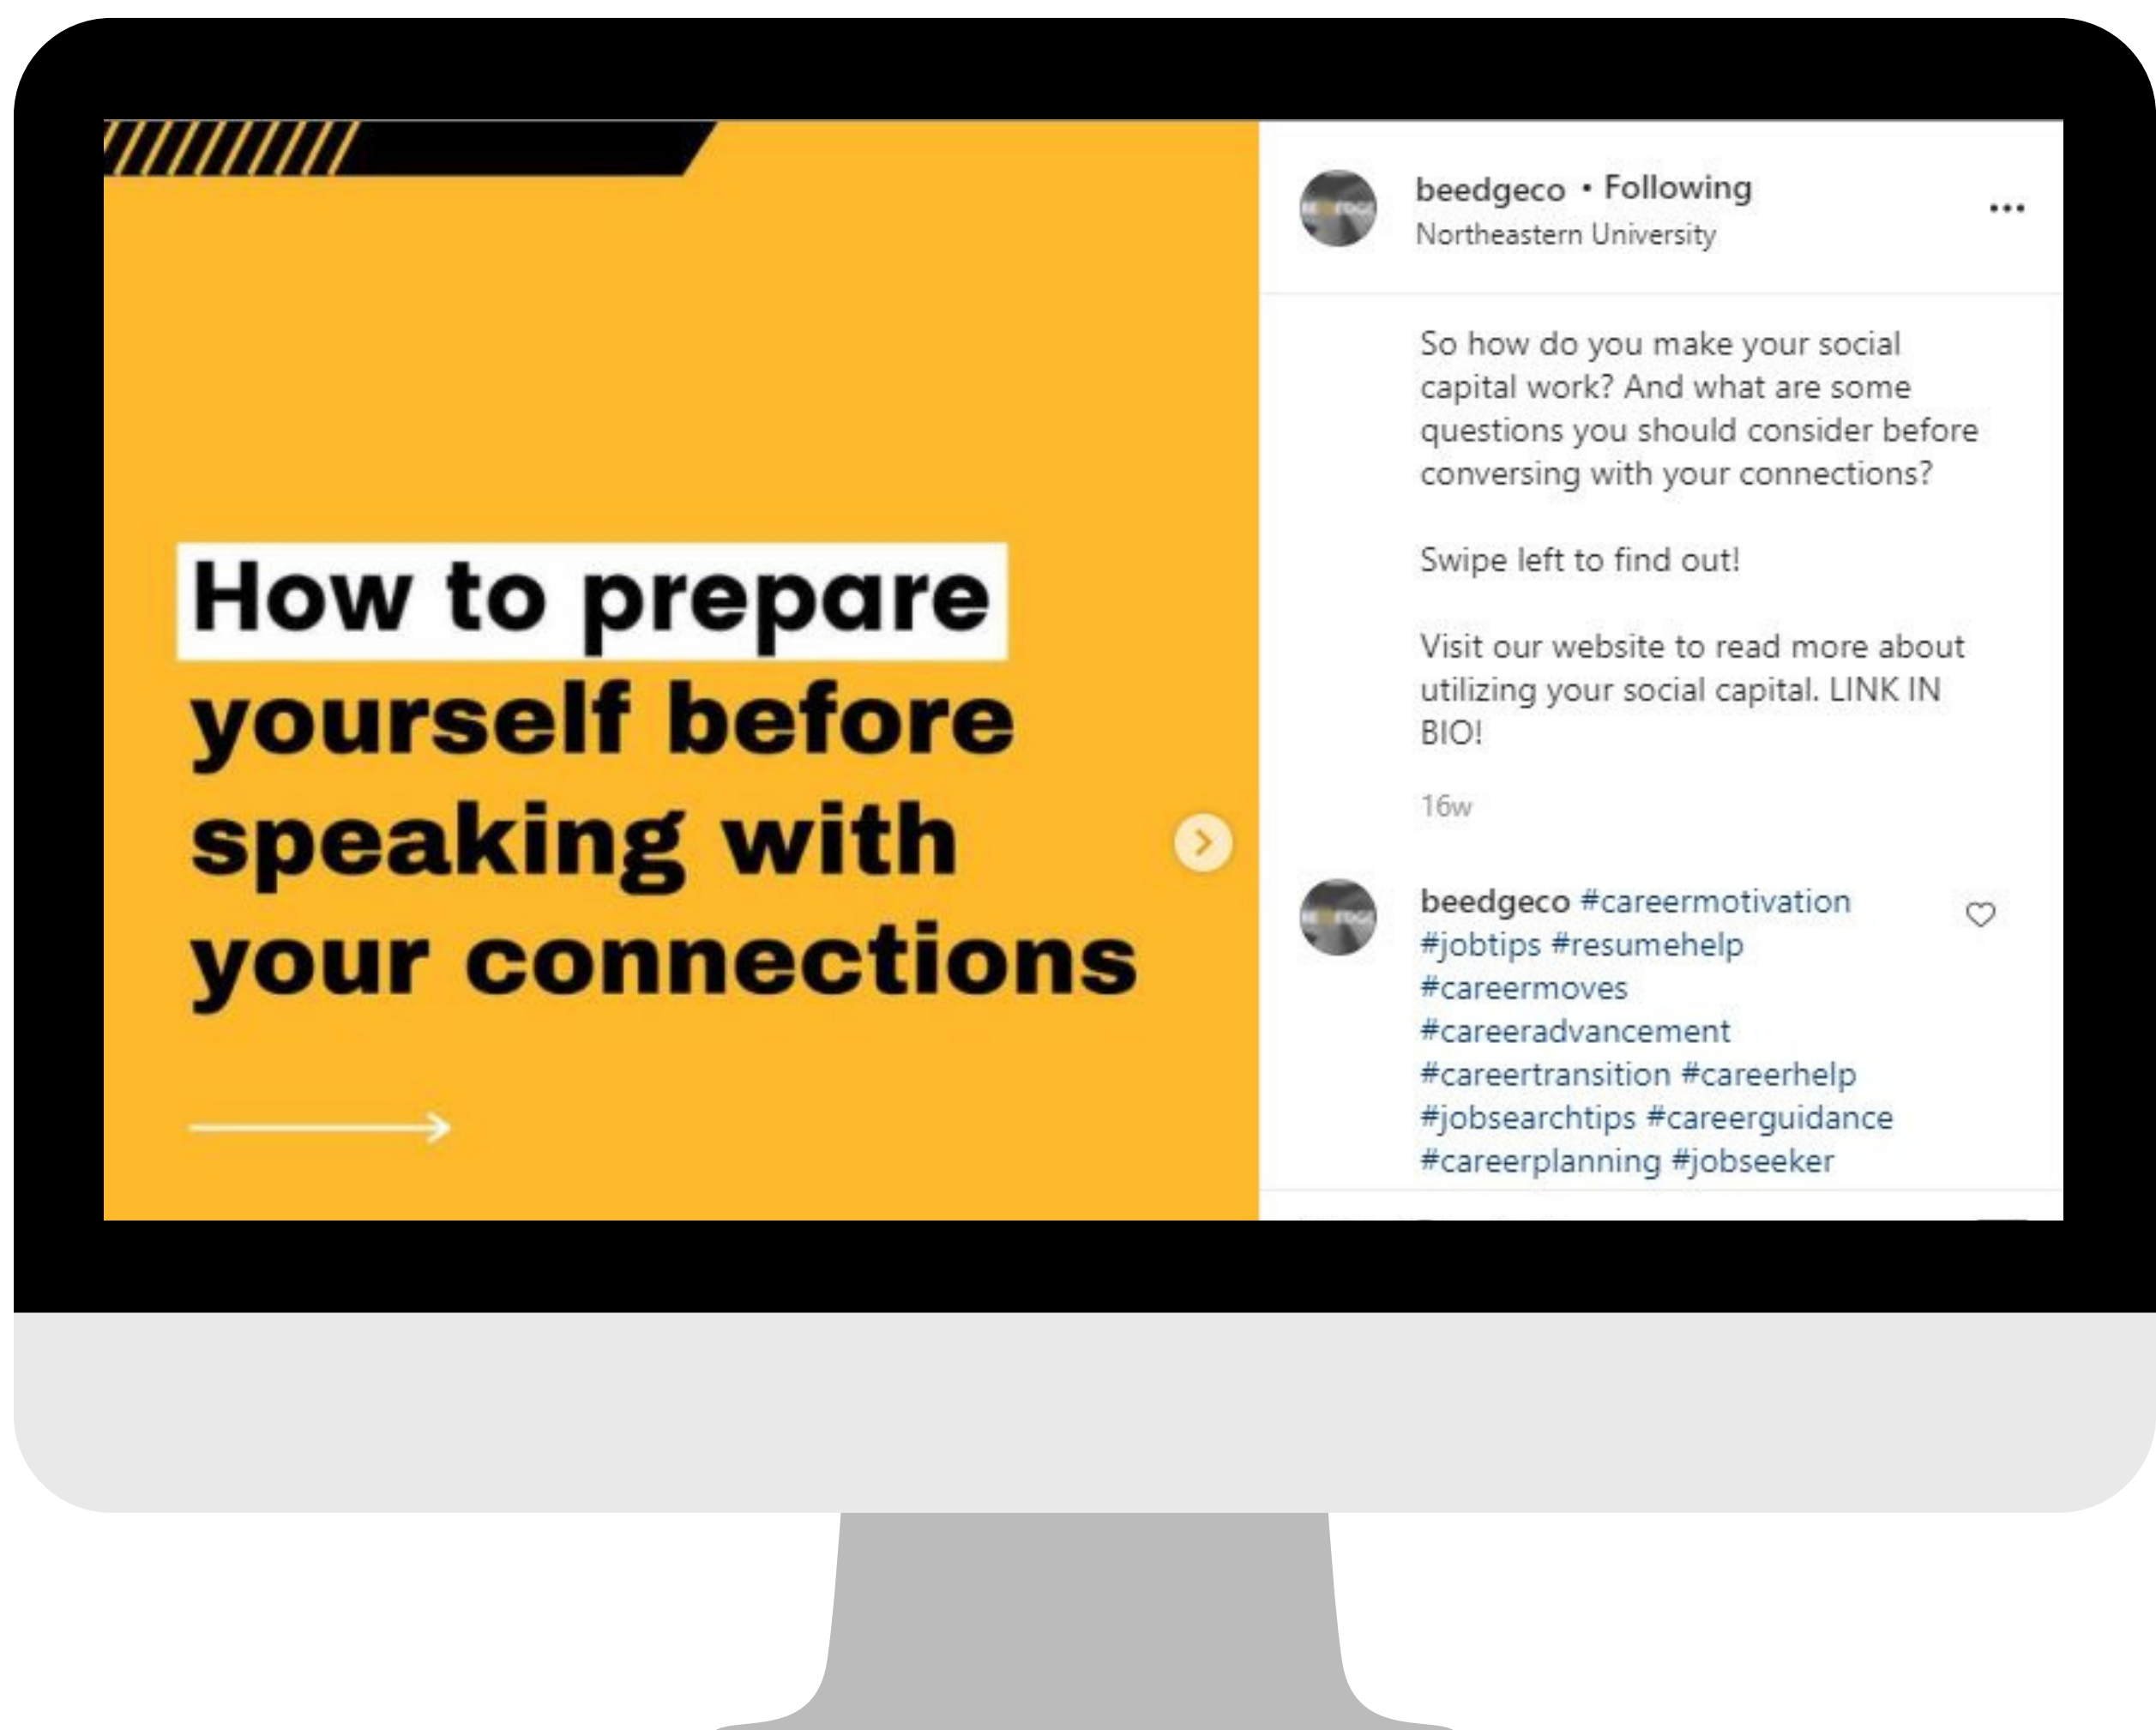 How to prepare
yourself before
speaking with
your connections
beedgeco • Following
Northeastern University
So how do you make your social
capital work? And what are some
questions you should consider before
conversing with your connections?
Swipe left to find out!
Visit our website to read more about
utilizing your social capital. LINK IN
BIO!
16w
beedgeco #careermotivation
#jobtips #resumehelp
#careermoves
#careeradvancement
#careertransition #careerhelp
#jobsearchtips #careerguidance
#careerplanning #jobseeker